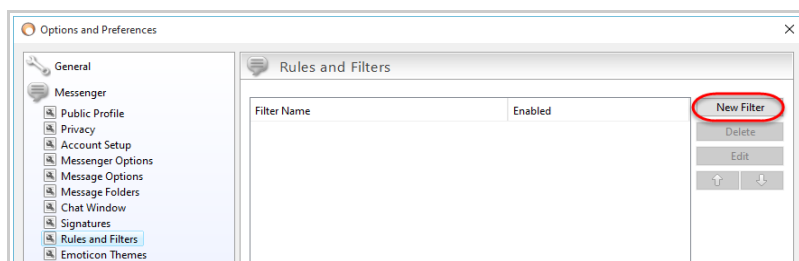 Options and Preferences
General
Messenger
Public Profile
Privacy
Account Setup
Messenger Options
Message Options
Message Folders
Chat Window
Signatures
Rules and Filters
Emoticon Themes
Rules and Filters
Filter Name Enabled
New Filter
Delete
Edit